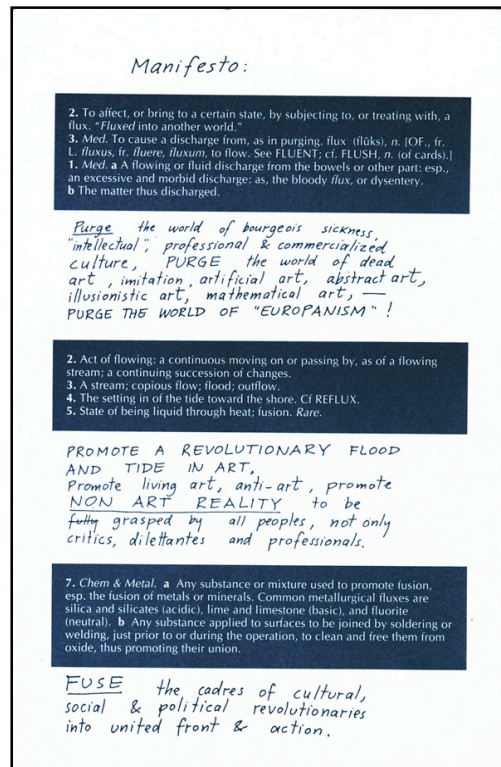 Manifesto:
2. To affect, or bring to a certain state, by subjecting to, or treating with, a
flux. "Fluxed into another world."
3. Med. To cause a discharge from, as in purging. flux (flŭks), n. [OF., fr.
L. fluxus, fr. fluere, fluxum, to flow. See FLUENT; cf. FLUSH, n. (of cards).]
1. Med. a A flowing or fluid discharge from the bowels or other part: esp.,
an excessive and morbid discharge: as, the bloody flux, or dysentery.
b The matter thus discharged.
Purge the world of bourgeois sickness,
"intellectual", professional & commercialized
culture, PURGE the world of dead
art, imitation, artificial art, abstract art,
illusionistic art, mathematical art, —
PURGE THE WORLD OF "EUROPANISM"!
2. Act of flowing: a continuous moving on or passing by, as of a flowing
stream; a continuing succession of changes.
3. A stream; copious flow; flood; outflow.
4. The setting in of the tide toward the shore. Cf REFLUX.
5. State of being liquid through heat; fusion. Rare.
PROMOTE A REVOLUTIONARY FLOOD
AND TIDE IN ART,
Promote living art, anti-art, promote
NON ART REALITY to be
fully grasped by all peoples, not only
critics, dilettantes and professionals.
7. Chem & Metal. a Any substance or mixture used to promote fusion,
esp. the fusion of metals or minerals. Common metallurgical fluxes are
silica and silicates (acidic), lime and limestone (basic), and fluorite
(neutral). b Any substance applied to surfaces to be joined by soldering or
welding, just prior to or during the operation, to clean and free them from
oxide, thus promoting their union.
FUSE the cadres of cultural,
social & political revolutionaries
into united front & action.